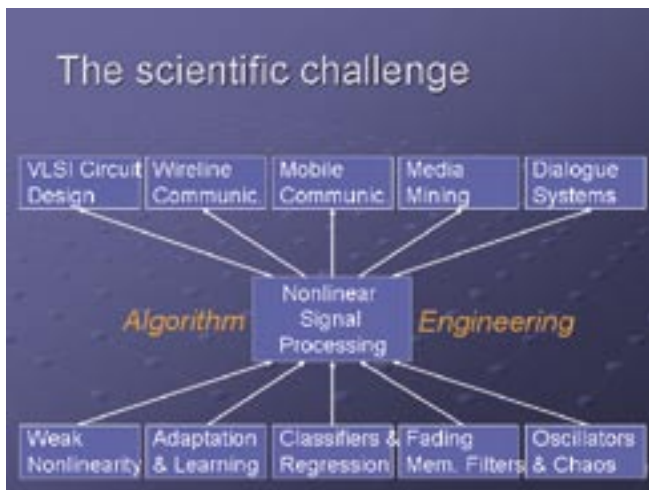 The scientific challenge
VLSI Circuit
Design
Wireline
Communic
Mobile
Communic
Media
Mining
Dialogue
Systems
Algorithm
Nonlinear
Signal
Processing
Engineering
Weak
Nonlinearity
Adaptation
& Learning
Classifiers &
Regression
Fading
Mem. Filters
Oscillators
& Chaos